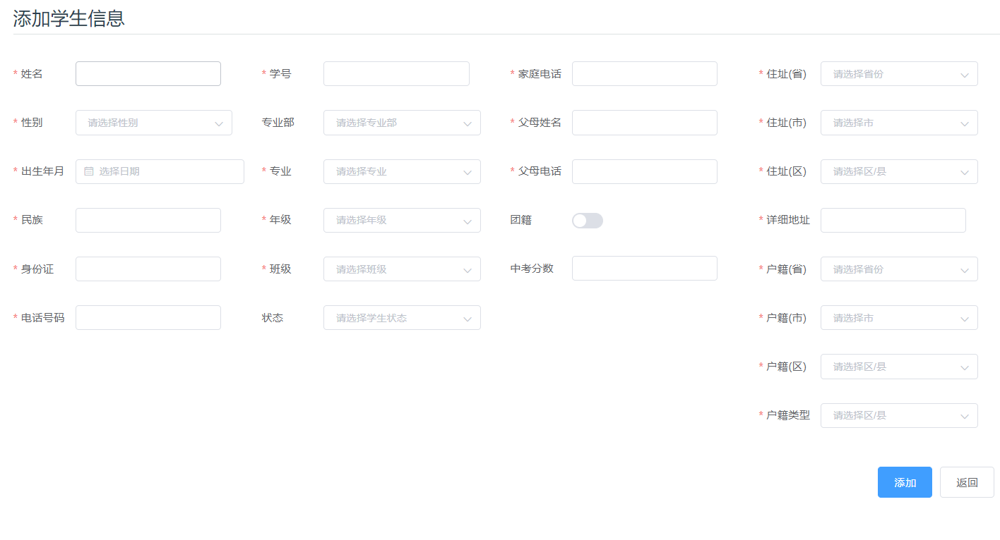 添加学生信息
* 姓名
* 学号
* 家庭电话
* 住址(省) 请选择省份
* 性别 请选择性别
专业部 请选择专业部
* 父母姓名
* 住址(市) 请选择市
* 出生年月 选择日期
* 专业 请选择专业
* 父母电话
* 住址(区) 请选择区/县
* 民族
* 年级 请选择年级
团籍
* 详细地址
* 身份证
* 班级 请选择班级
中考分数
* 户籍(省) 请选择省份
* 电话号码
状态 请选择学生状态
* 户籍(市) 请选择市
* 户籍(区) 请选择区/县
* 户籍类型 请选择区/县
添加
返回